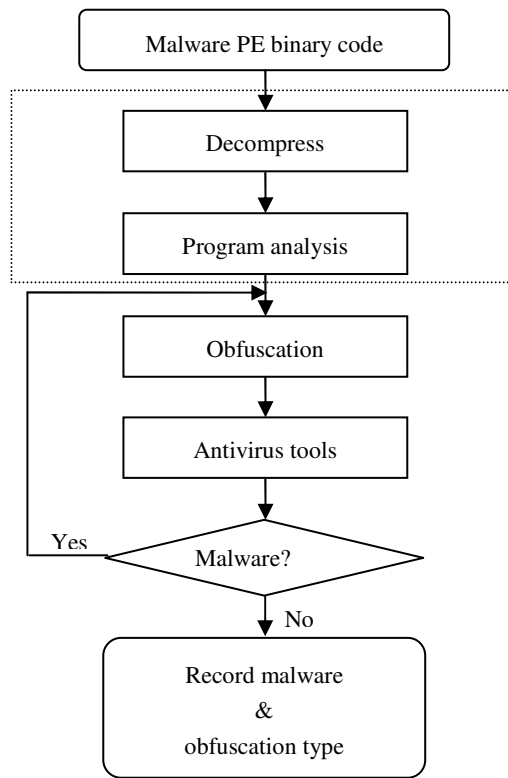 Malware PE binary code
Decompress
Program analysis
Obfuscation
Antivirus tools
Yes
Malware?
No
Record malware
&
obfuscation type